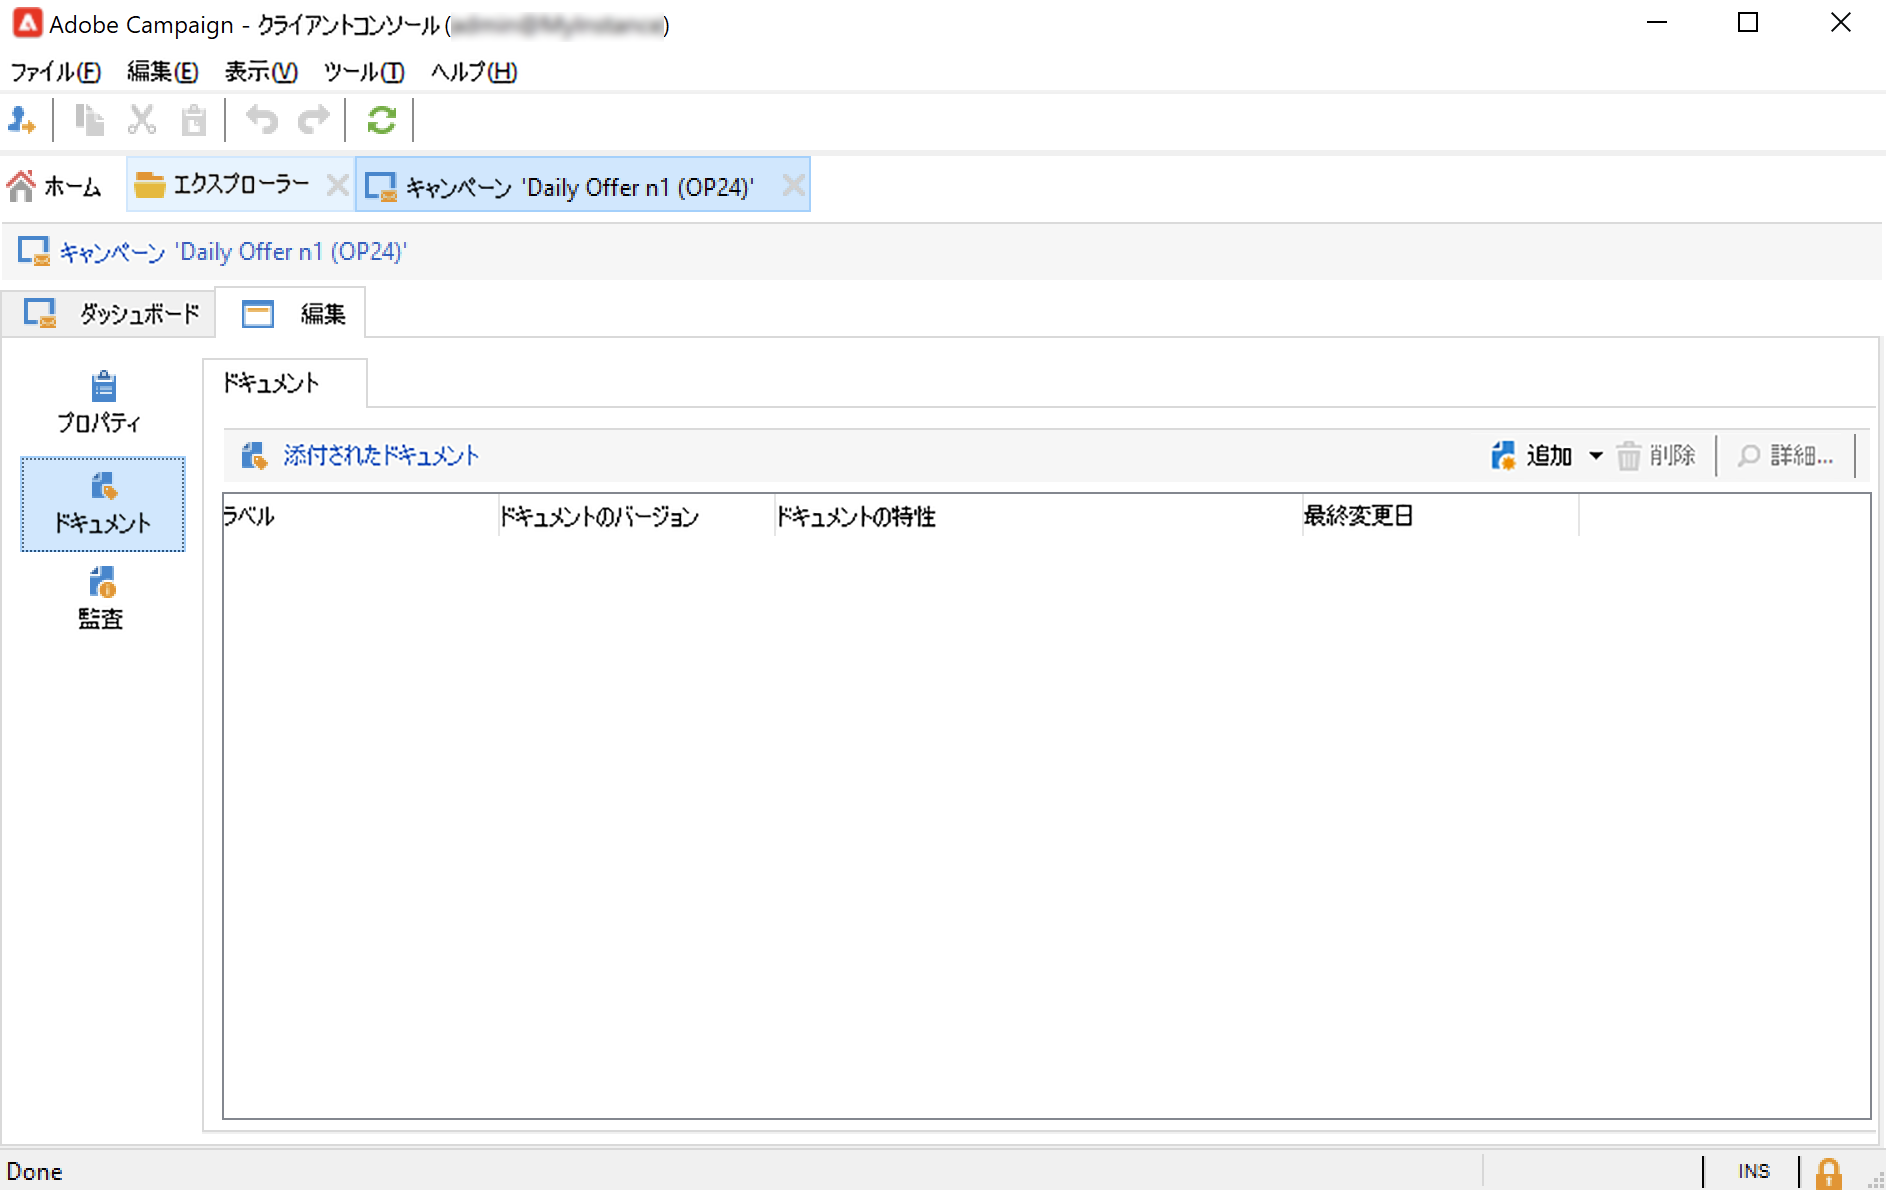 Adobe Campaign - クライアントコンソール ( )
ファイル(F) 編集(E) 表示(V) ツール(T) ヘルプ(H)
ホーム エクスプローラー キャンペーン 'Daily Offer n1 (OP24)'
キャンペーン 'Daily Offer n1 (OP24)'
ダッシュボード 編集
プロパティ
ドキュメント
監査
ドキュメント
添付されたドキュメント 追加 削除 詳細...
ラベル ドキュメントのバージョン ドキュメントの特性 最終変更日
Done INS